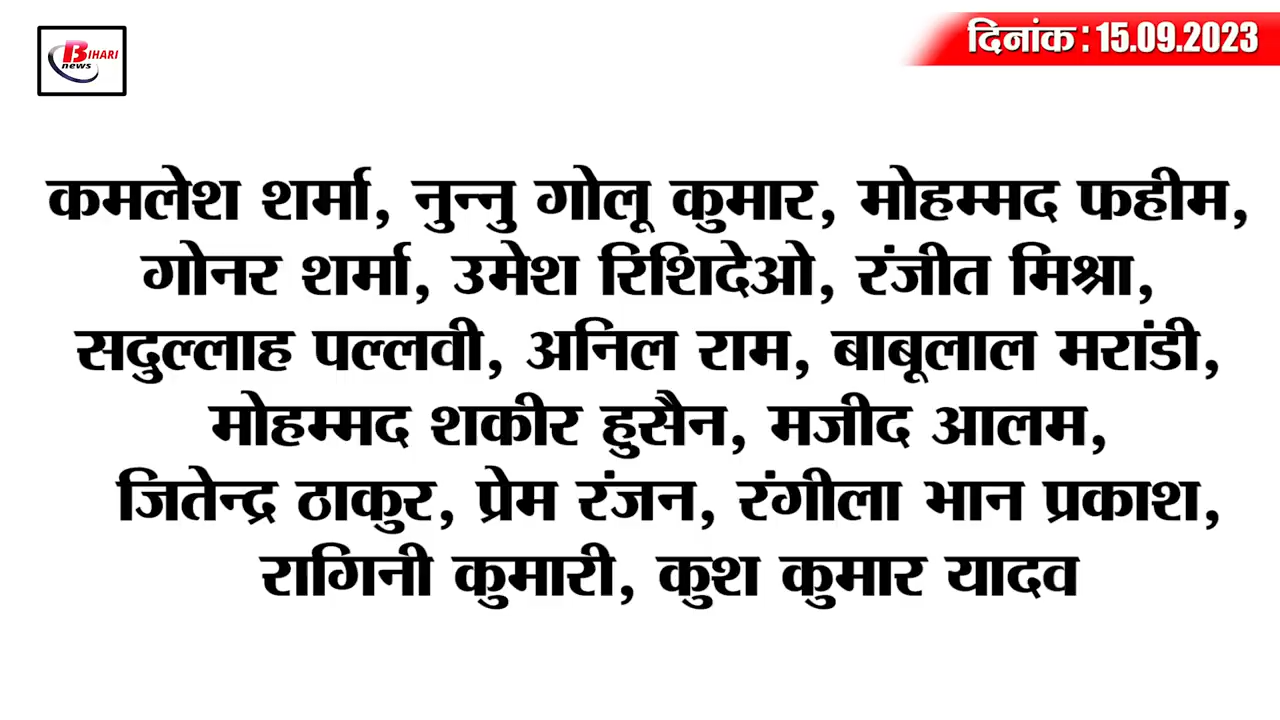 BIHARI
news
दिनांक : 15.09.2023
कमलेश शर्मा, नुन्नु गोलू कुमार, मोहम्मद फहीम,
गोनर शर्मा, उमेश रिशिदेओ, रंजीत मिश्रा,
सदुल्लाह पल्लवी, अनिल राम, बाबूलाल मरांडी,
मोहम्मद शकीर हुसैन, मजीद आलम,
जितेन्द्र ठाकुर, प्रेम रंजन, रंगीला भान प्रकाश,
रागिनी कुमारी, कुश कुमार यादव